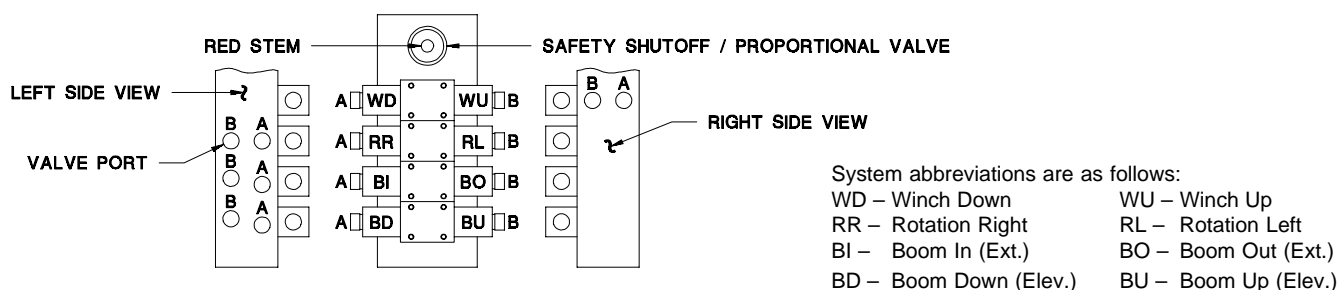 RED STEM
SAFETY SHUTOFF / PROPORTIONAL VALVE
LEFT SIDE VIEW
A WD WU B
B A
RIGHT SIDE VIEW
B A
A RR RL B
VALVE PORT
B A
A BI BO B
B A
A BD BU B
System abbreviations are as follows:
WD – Winch Down WU – Winch Up
RR – Rotation Right RL – Rotation Left
BI – Boom In (Ext.) BO – Boom Out (Ext.)
BD – Boom Down (Elev.) BU – Boom Up (Elev.)